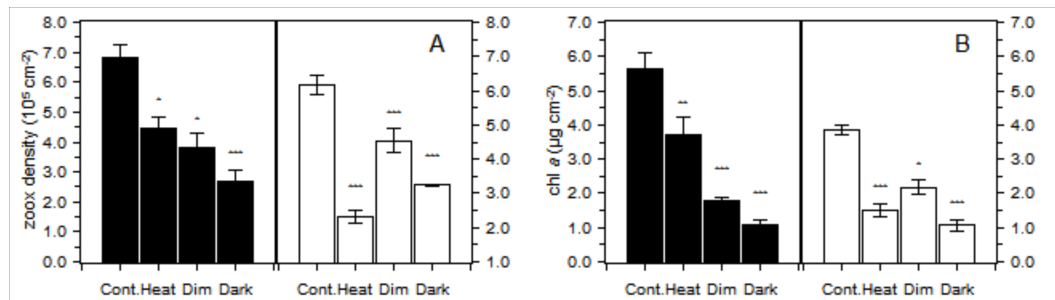 8.0 7.0 6.0 5.0 4.0 3.0 2.0 1.0 0.0
zoox density (10⁵ cm⁻²)
* * ***
*** *** ***
A
8.0 7.0 6.0 5.0 4.0 3.0 2.0 1.0
Cont. Heat Dim Dark Cont. Heat Dim Dark
7.0 6.0 5.0 4.0 3.0 2.0 1.0 0.0
chl a (µg cm⁻²)
** *** ***
*** * ***
B
7.0 6.0 5.0 4.0 3.0 2.0 1.0 0.0
Cont. Heat Dim Dark Cont. Heat Dim Dark